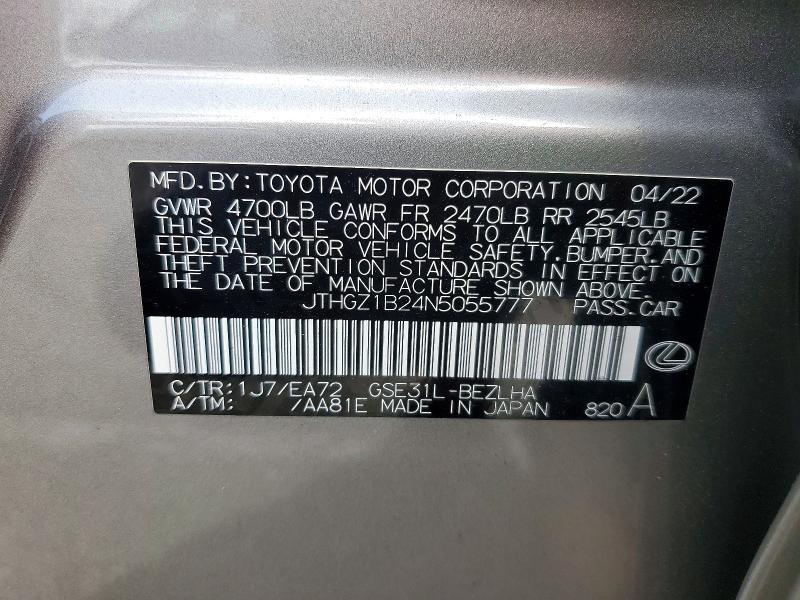 MFD.BY:TOYOTA MOTOR CORPORATION 04/22
GVWR 4700LB GAWR FR 2470LB RR 2545LB
THIS VEHICLE CONFORMS TO ALL APPLICABLE
FEDERAL MOTOR VEHICLE SAFETY,BUMPER,AND
THEFT PREVENTION STANDARDS IN EFFECT ON
THE DATE OF MANUFACTURE SHOWN ABOVE.
JTHGZ1B24N5055777 PASS.CAR
C/TR:1J7/EA72 GSE31L-BEZLHA
A/TM: /AA81E MADE IN JAPAN 820 A